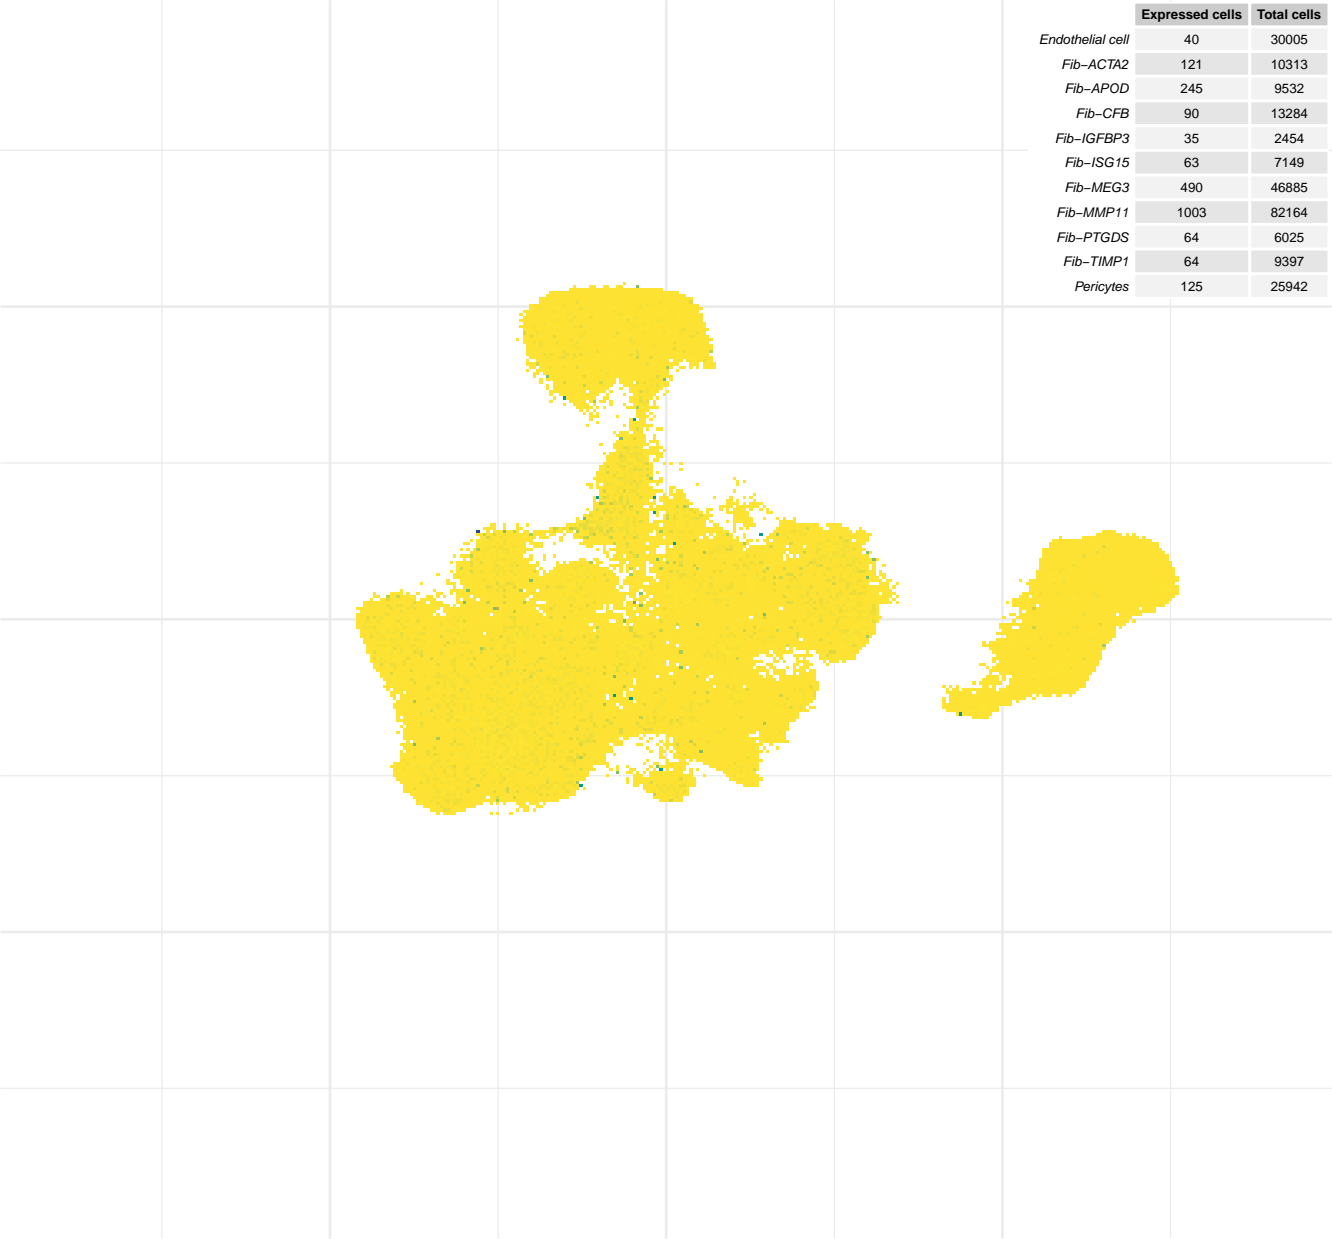 Expressed cells Total cells
Endothelial cell 40 30005
Fib−ACTA2 121 10313
Fib−APOD 245 9532
Fib−CFB 90 13284
Fib−IGFBP3 35 2454
Fib−ISG15 63 7149
Fib−MEG3 490 46885
Fib−MMP11 1003 82164
Fib−PTGDS 64 6025
Fib−TIMP1 64 9397
Pericytes 125 25942